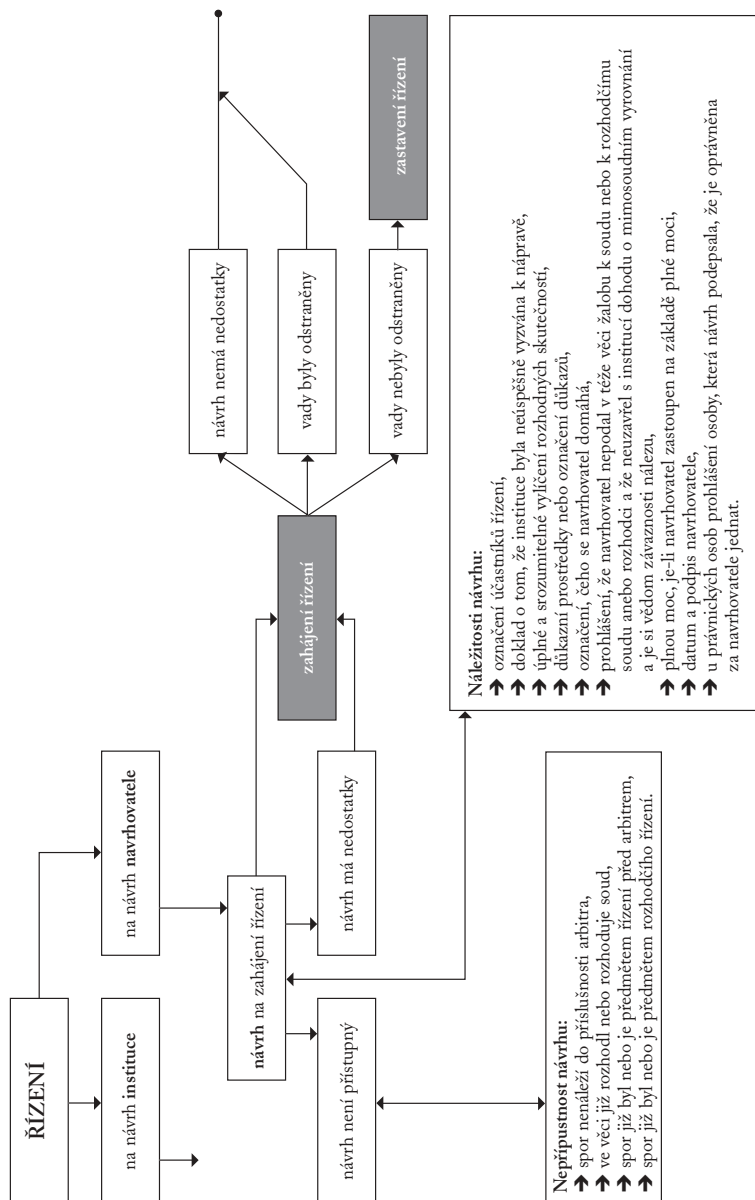 ŘÍZENÍ
na návrh instituce
na návrh navrhovatele
návrh na zahájení řízení
návrh není přístupný
návrh má nedostatky
zahájení řízení
návrh nemá nedostatky
vady byly odstraněny
vady nebyly odstraněny
zastavení řízení
Nepřípustnost návrhu:
➔ spor nenáleží do příslušnosti arbitra,
➔ ve věci již rozhodl nebo rozhoduje soud,
➔ spor již byl nebo je předmětem řízení před arbitrem,
➔ spor již byl nebo je předmětem rozhodčího řízení.
Náležitosti návrhu:
➔ označení účastníků řízení,
➔ doklad o tom, že instituce byla neúspěšně vyzvána k nápravě,
➔ úplné a srozumitelné vylíčení rozhodných skutečností,
➔ důkazní prostředky nebo označení důkazů,
➔ označení, čeho se navrhovatel domáhá,
➔ prohlášení, že navrhovatel nepodal v téže věci žalobu k soudu nebo k rozhodčímu
soudu anebo rozhodci a že neuzavřel s institucí dohodu o mimosoudním vyrovnání
a je si vědom závaznosti nálezu,
➔ plnou moc, je-li navrhovatel zastoupen na základě plné moci,
➔ datum a podpis navrhovatele,
➔ u právnických osob prohlášení osoby, která návrh podepsala, že je oprávněna
za navrhovatele jednat.